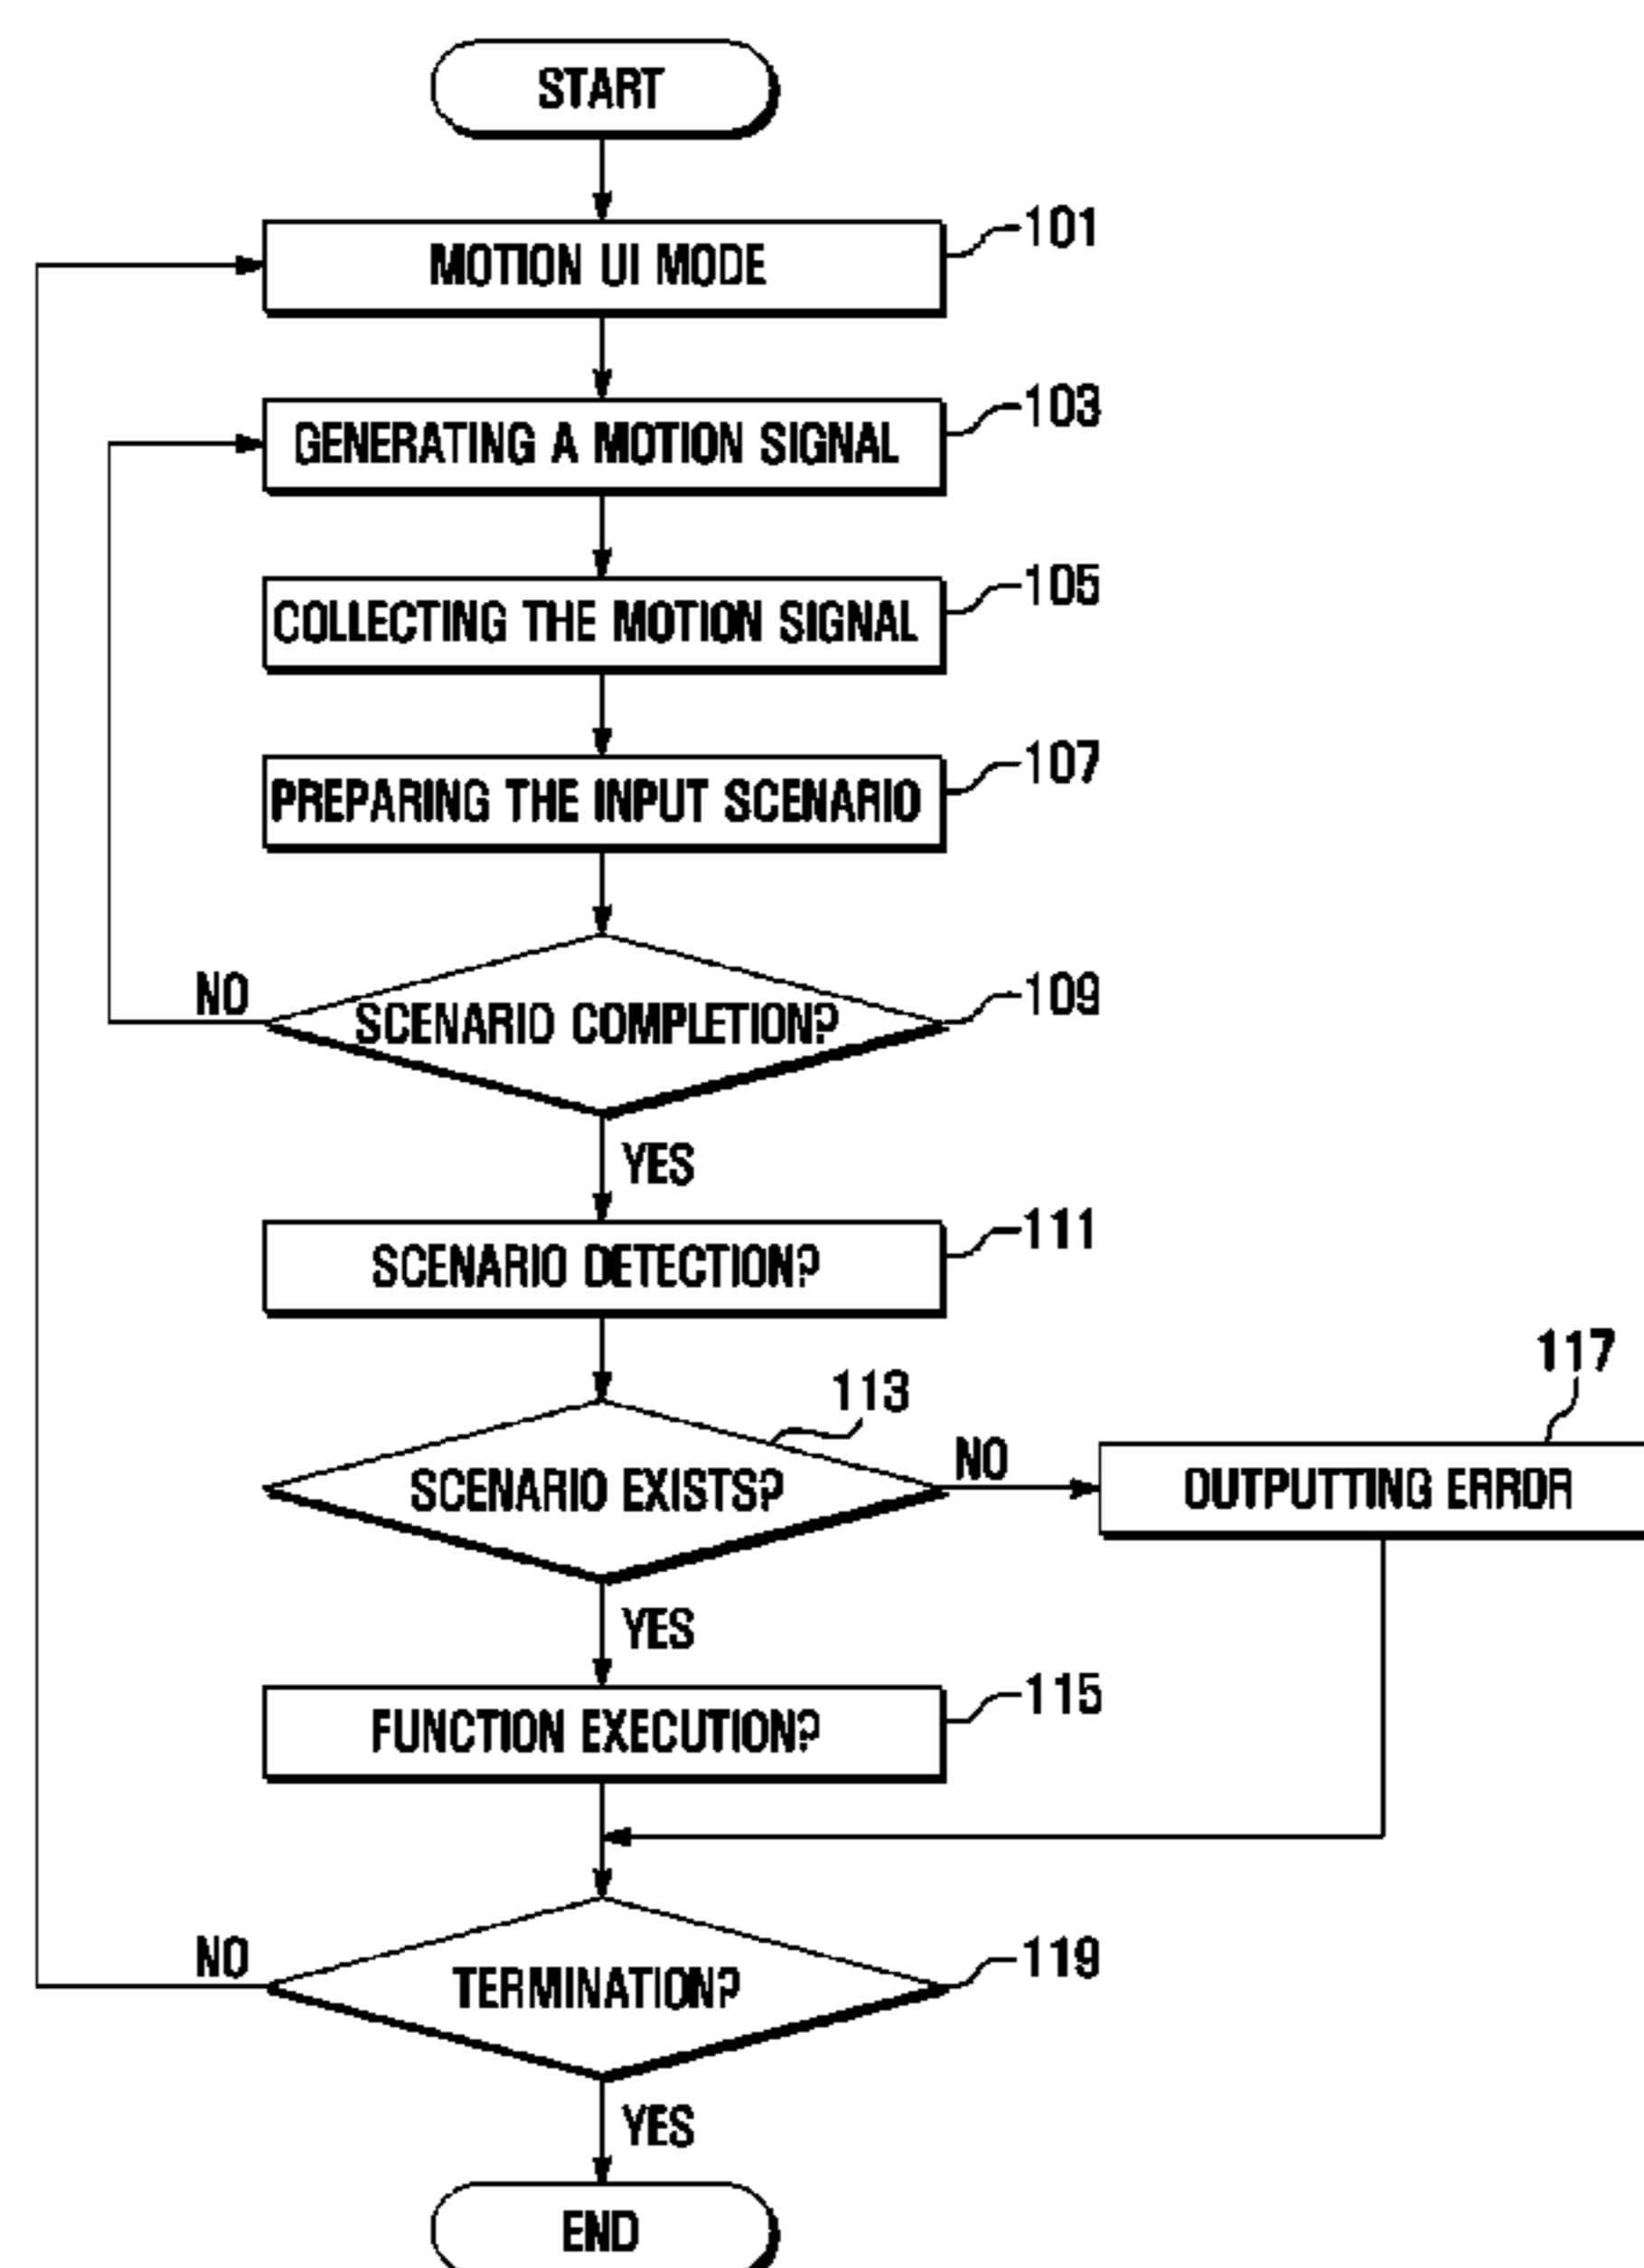 START
MOTION UI MODE
101
GENERATING A MOTION SIGNAL
103
COLLECTING THE MOTION SIGNAL
105
PREPARING THE INPUT SCENARIO
107
SCENARIO COMPLETION?
109
NO
YES
SCENARIO DETECTION?
111
SCENARIO EXISTS?
113
NO
OUTPUTTING ERROR
117
YES
FUNCTION EXECUTION?
115
TERMINATION?
119
NO
YES
END